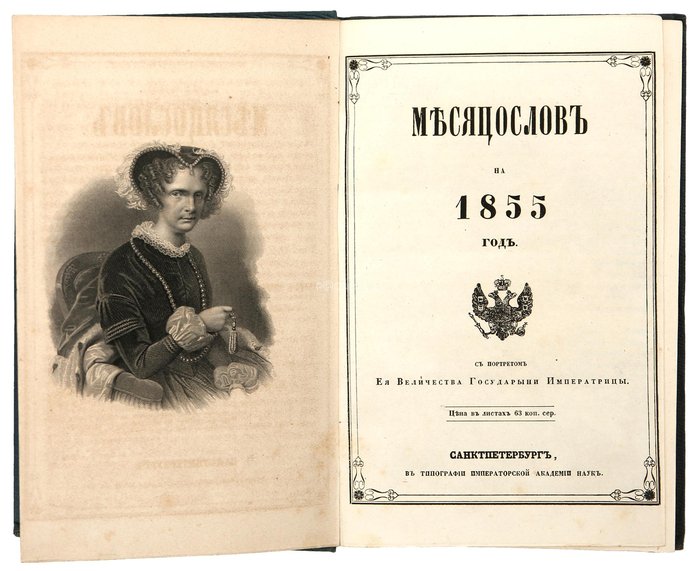 МѢСЯЦОСЛОВЪ
НА
1855
ГОДЪ.
СЪ ПОРТРЕТОМЪ
ЕЯ ВЕЛИЧЕСТВА ГОСУДАРЫНИ ИМПЕРАТРИЦЫ.
Цѣна въ листахъ 63 коп. сер.
САНКТПЕТЕРБУРГЪ,
ВЪ ТИПОГРАФІИ ИМПЕРАТОРСКОЙ АКАДЕМІИ НАУКЪ.